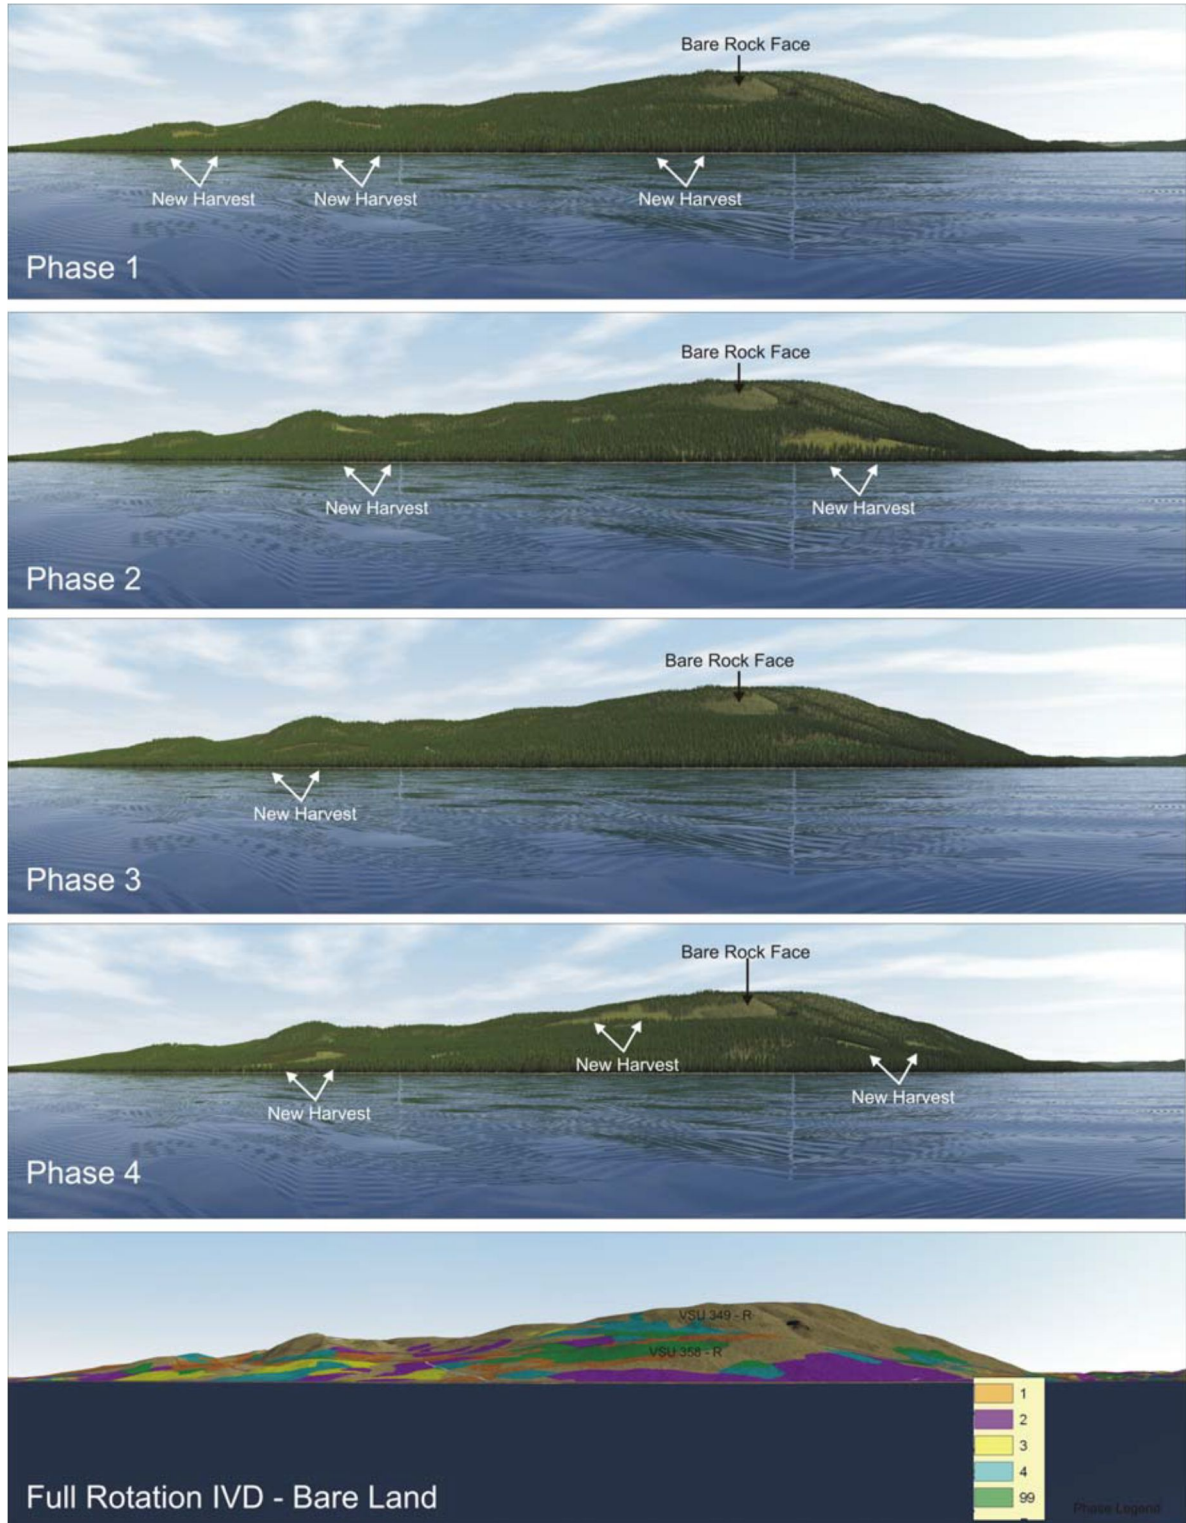 Bare Rock Face
New Harvest
New Harvest
New Harvest
Phase 1
Bare Rock Face
New Harvest
New Harvest
Phase 2
Bare Rock Face
New Harvest
Phase 3
Bare Rock Face
New Harvest
New Harvest
New Harvest
Phase 4
VSU 349 - R
VSU 358 - R
1
2
3
4
99
Full Rotation IVD - Bare Land
Phase Legend